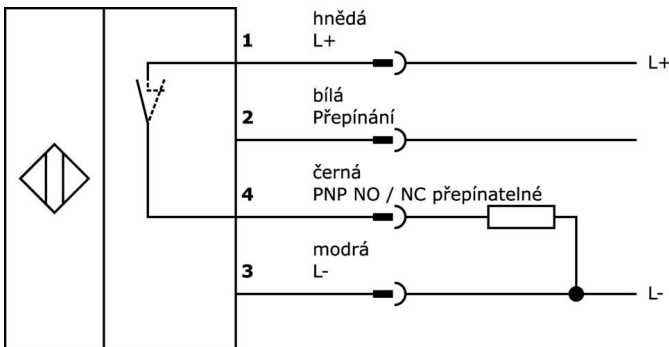 hnědá
1 L+
L+
bílá
2 Přepínání
černá
4 PNP NO / NC přepínatelné
modrá
3 L-
L-